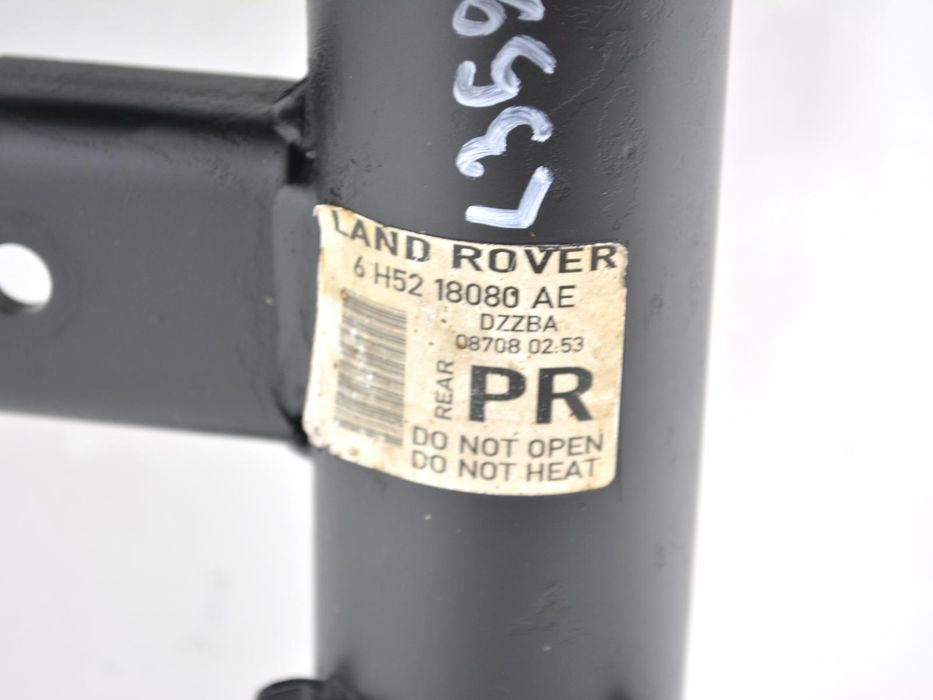 L359
LAND ROVER
6 H52 18080 AE
DZZBA
08708 02:53
REAR
PR
DO NOT OPEN
DO NOT HEAT